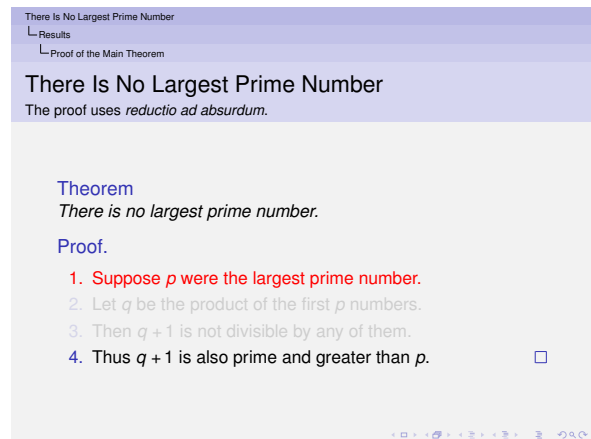 There Is No Largest Prime Number
Results
Proof of the Main Theorem
There Is No Largest Prime Number
The proof uses reductio ad absurdum.
Theorem
There is no largest prime number.
Proof.
1. Suppose p were the largest prime number.
2. Let q be the product of the first p numbers.
3. Then q + 1 is not divisible by any of them.
4. Thus q + 1 is also prime and greater than p.